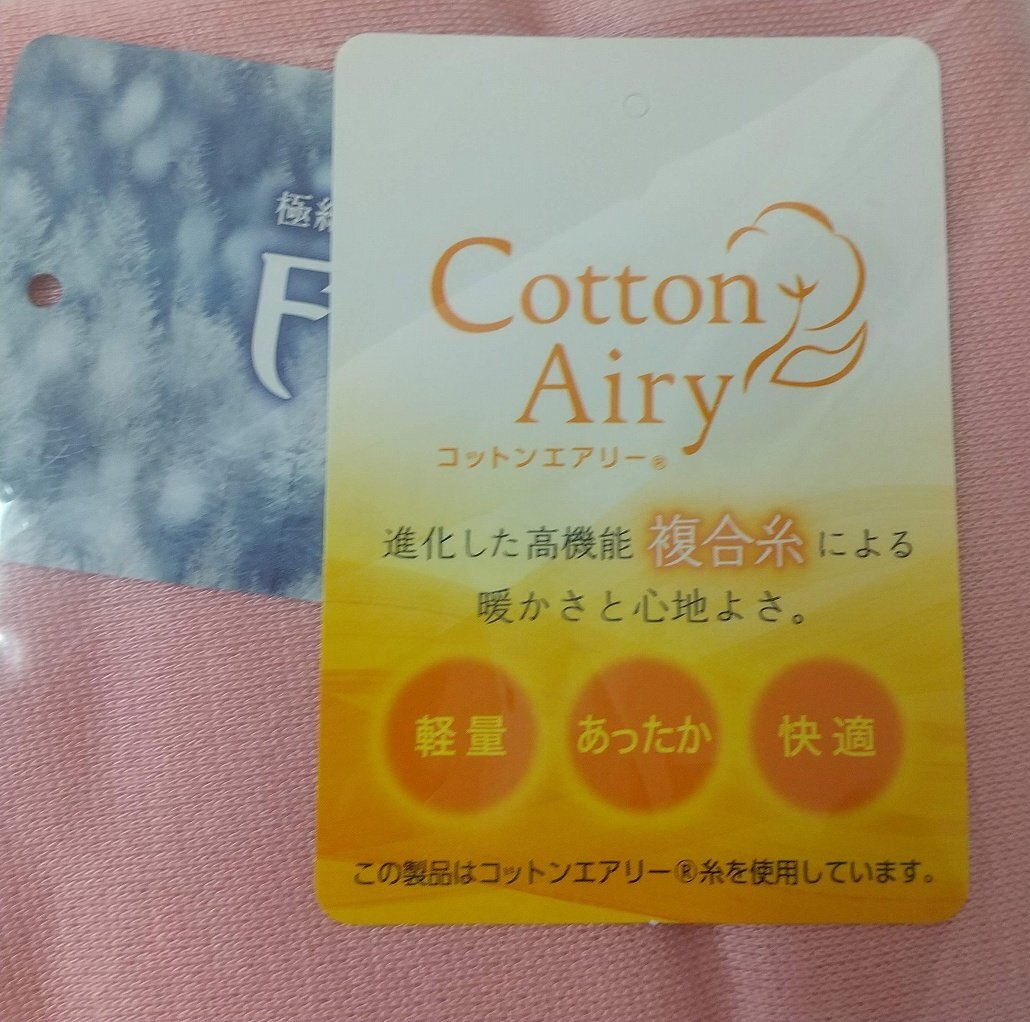 極
Cotton
Airy
コットンエアリー®
進化した高機能 複合糸 による
暖かさと心地よさ。
軽量 あったか 快適
この製品はコットンエアリー®糸を使用しています。